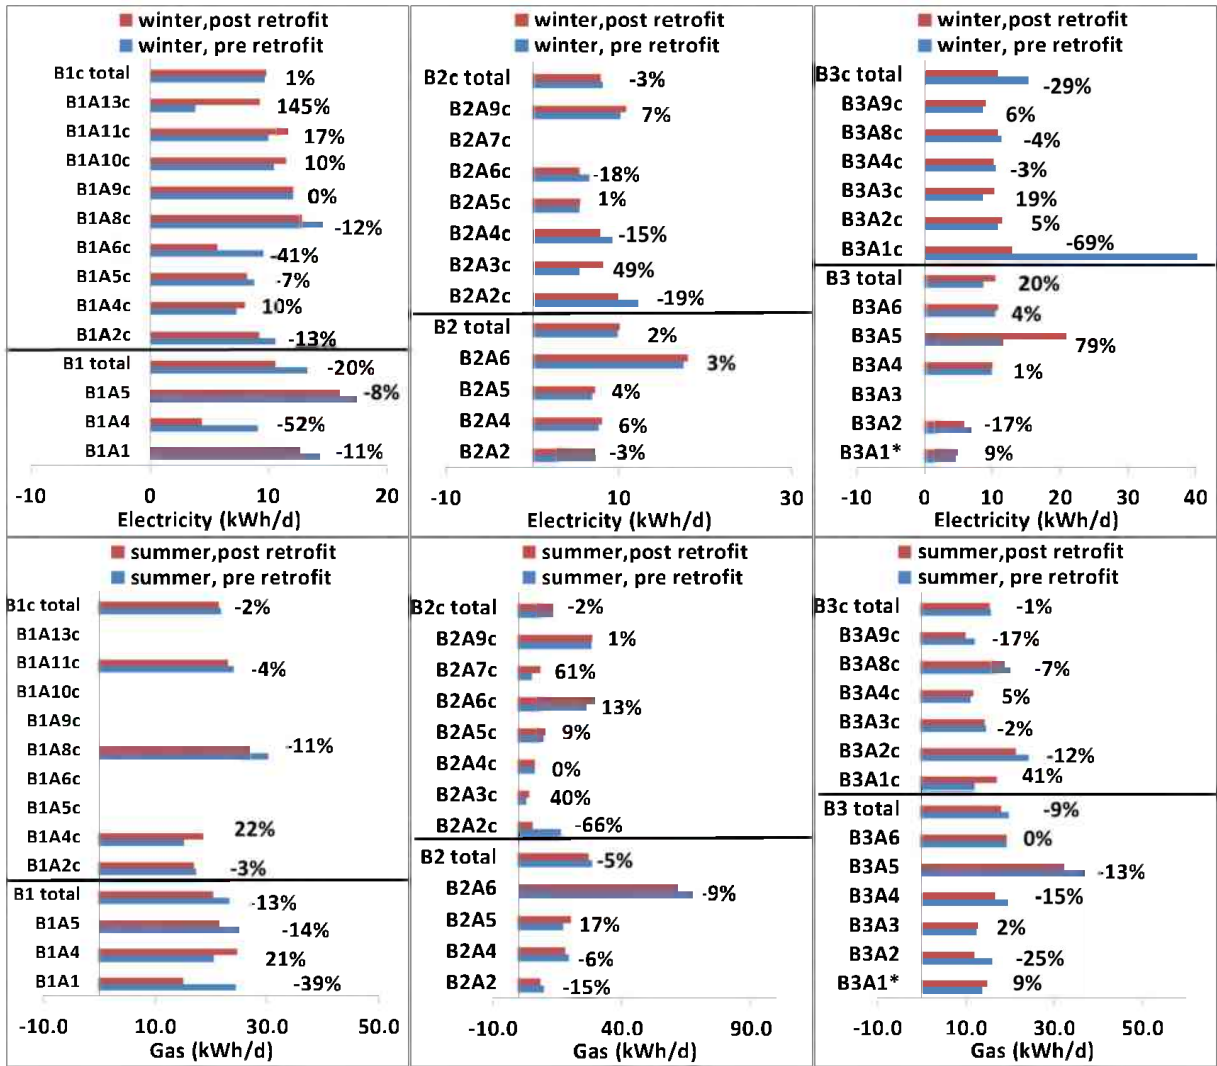 winter,post retrofit
winter, pre retrofit
B1c total 1%
B1A13c 145%
B1A11c 17%
B1A10c 10%
B1A9c 0%
B1A8c -12%
B1A6c -41%
B1A5c -7%
B1A4c 10%
B1A2c -13%
B1 total -20%
B1A5 -8%
B1A4 -52%
B1A1 -11%
-10 0 10 20
Electricity (kWh/d)
winter,post retrofit
winter, pre retrofit
B2c total -3%
B2A9c 7%
B2A7c
B2A6c -18%
B2A5c 1%
B2A4c -15%
B2A3c 49%
B2A2c -19%
B2 total 2%
B2A6 3%
B2A5 4%
B2A4 6%
B2A2 -3%
-10 10 30
Electricity (kWh/d)
winter,post retrofit
winter, pre retrofit
B3c total -29%
B3A9c 6%
B3A8c -4%
B3A4c -3%
B3A3c 19%
B3A2c 5%
B3A1c -69%
B3 total 20%
B3A6 4%
B3A5 79%
B3A4 1%
B3A3
B3A2 -17%
B3A1* 9%
-10 0 10 20 30 40
Electricity (kWh/d)
summer,post retrofit
summer, pre retrofit
B1c total -2%
B1A13c
B1A11c -4%
B1A10c
B1A9c
B1A8c -11%
B1A6c
B1A5c
B1A4c 22%
B1A2c -3%
B1 total -13%
B1A5 -14%
B1A4 21%
B1A1 -39%
-10.0 10.0 30.0 50.0
Gas (kWh/d)
summer,post retrofit
summer, pre retrofit
B2c total -2%
B2A9c 1%
B2A7c 61%
B2A6c 13%
B2A5c 9%
B2A4c 0%
B2A3c 40%
B2A2c -66%
B2 total -5%
B2A6 -9%
B2A5 17%
B2A4 -6%
B2A2 -15%
-10.0 40.0 90.0
Gas (kWh/d)
summer,post retrofit
summer, pre retrofit
B3c total -1%
B3A9c -17%
B3A8c -7%
B3A4c 5%
B3A3c -2%
B3A2c -12%
B3A1c 41%
B3 total -9%
B3A6 0%
B3A5 -13%
B3A4 -15%
B3A3 2%
B3A2 -25%
B3A1* 9%
-10.0 10.0 30.0 50.0
Gas (kWh/d)